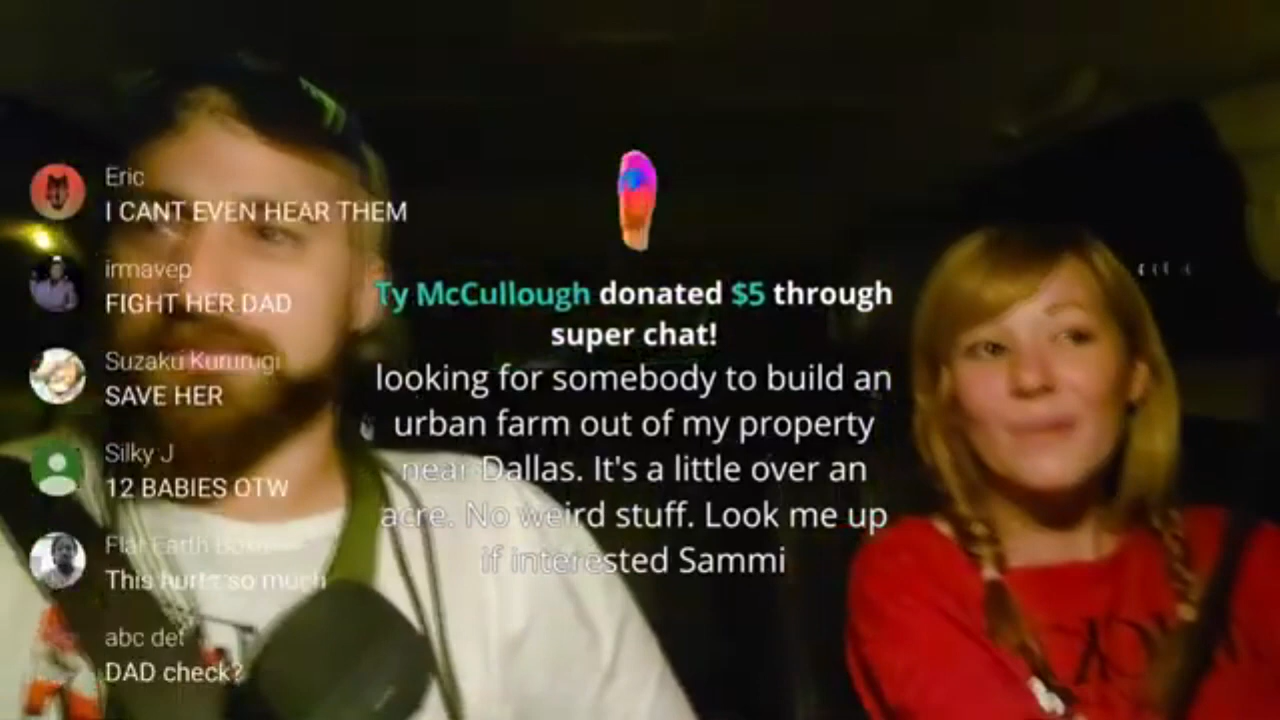 Eric
I CANT EVEN HEAR THEM
irmavep
FIGHT HER DAD
Suzaku Kururugi
SAVE HER
Silky J
12 BABIES OTW
Flat Earth
This hurts so much
abc def
DAD check?
Ty McCullough donated $5 through
super chat!
looking for somebody to build an
urban farm out of my property
near Dallas. It's a little over an
acre. No weird stuff. Look me up
if interested Sammi